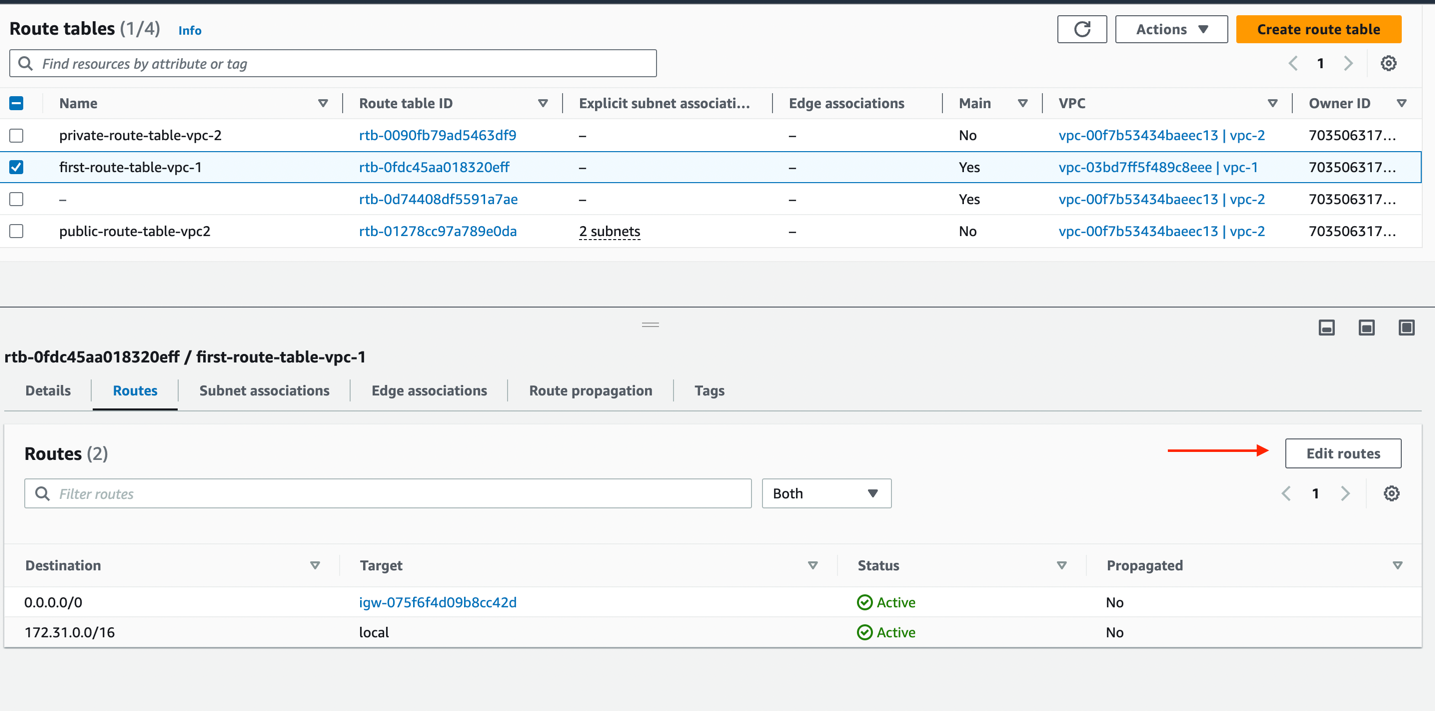 Route tables (1/4) Info
Actions
Create route table
Find resources by attribute or tag
1
Name Route table ID Explicit subnet associati... Edge associations Main VPC Owner ID
private-route-table-vpc-2 rtb-0090fb79ad5463df9 – – No vpc-00f7b53434baeec13 | vpc-2 703506317...
first-route-table-vpc-1 rtb-0fdc45aa018320eff – – Yes vpc-03bd7ff5f489c8eee | vpc-1 703506317...
– rtb-0d74408df5591a7ae – – Yes vpc-00f7b53434baeec13 | vpc-2 703506317...
public-route-table-vpc2 rtb-01278cc97a789e0da 2 subnets – No vpc-00f7b53434baeec13 | vpc-2 703506317...
rtb-0fdc45aa018320eff / first-route-table-vpc-1
Details Routes Subnet associations Edge associations Route propagation Tags
Routes (2)
Edit routes
Filter routes
Both
1
Destination Target Status Propagated
0.0.0.0/0 igw-075f6f4d09b8cc42d Active No
172.31.0.0/16 local Active No